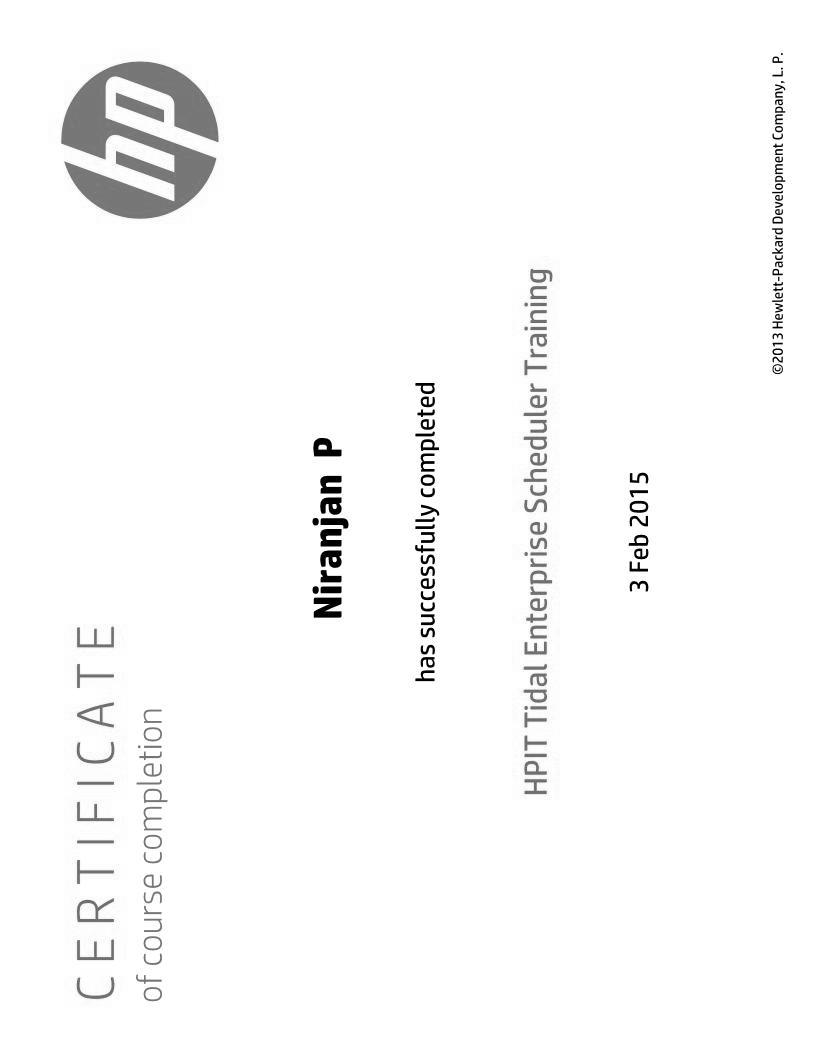 CERTIFICATE
of course completion
hp
Niranjan P
has successfully completed
HPIT Tidal Enterprise Scheduler Training
3 Feb 2015
©2013 Hewlett-Packard Development Company, L. P.